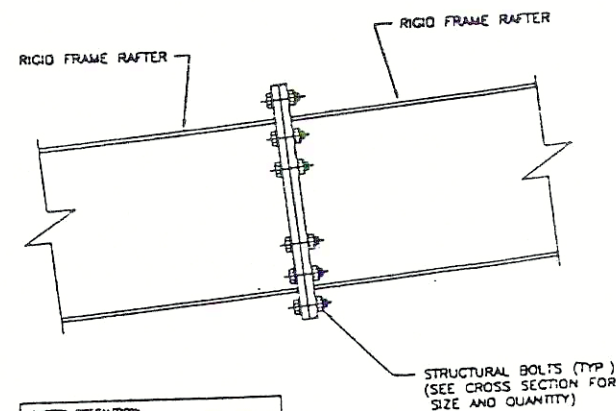 RIGID FRAME RAFTER
RIGID FRAME RAFTER
STRUCTURAL BOLTS (TYP)
(SEE CROSS SECTION FOR
SIZE AND QUANTITY)